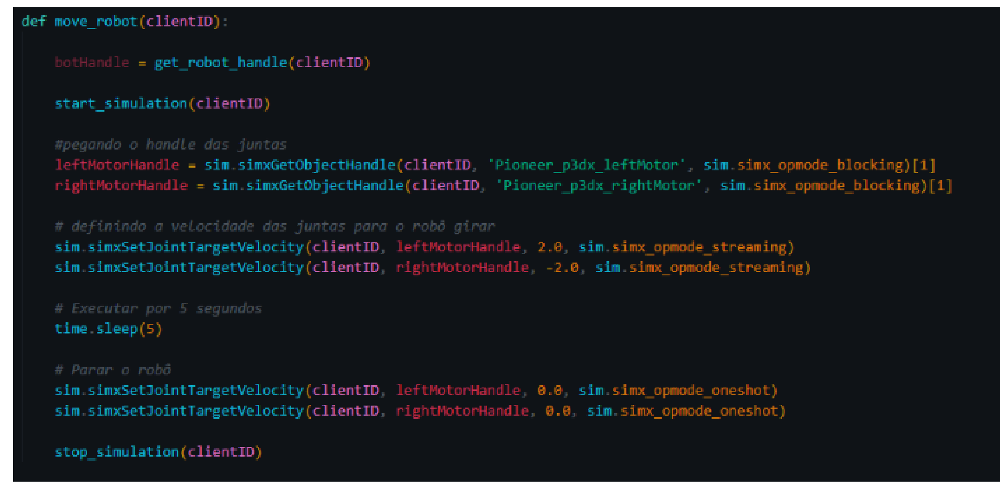 def move_robot(clientID):
botHandle = get_robot_handle(clientID)
start_simulation(clientID)
#pegando o handle das juntas
leftMotorHandle = sim.simxGetObjectHandle(clientID, 'Pioneer_p3dx_leftMotor', sim.simx_opmode_blocking)[1]
rightMotorHandle = sim.simxGetObjectHandle(clientID, 'Pioneer_p3dx_rightMotor', sim.simx_opmode_blocking)[1]
# definindo a velocidade das juntas para o robô girar
sim.simxSetJointTargetVelocity(clientID, leftMotorHandle, 2.0, sim.simx_opmode_streaming)
sim.simxSetJointTargetVelocity(clientID, rightMotorHandle, -2.0, sim.simx_opmode_streaming)
# Executar por 5 segundos
time.sleep(5)
# Parar o robô
sim.simxSetJointTargetVelocity(clientID, leftMotorHandle, 0.0, sim.simx_opmode_oneshot)
sim.simxSetJointTargetVelocity(clientID, rightMotorHandle, 0.0, sim.simx_opmode_oneshot)
stop_simulation(clientID)